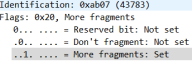 Identification: 0xab07 (43783)
Flags: 0x20, More fragments
0... .... = Reserved bit: Not set
.0.. .... = Don't fragment: Not set
..1. .... = More fragments: Set